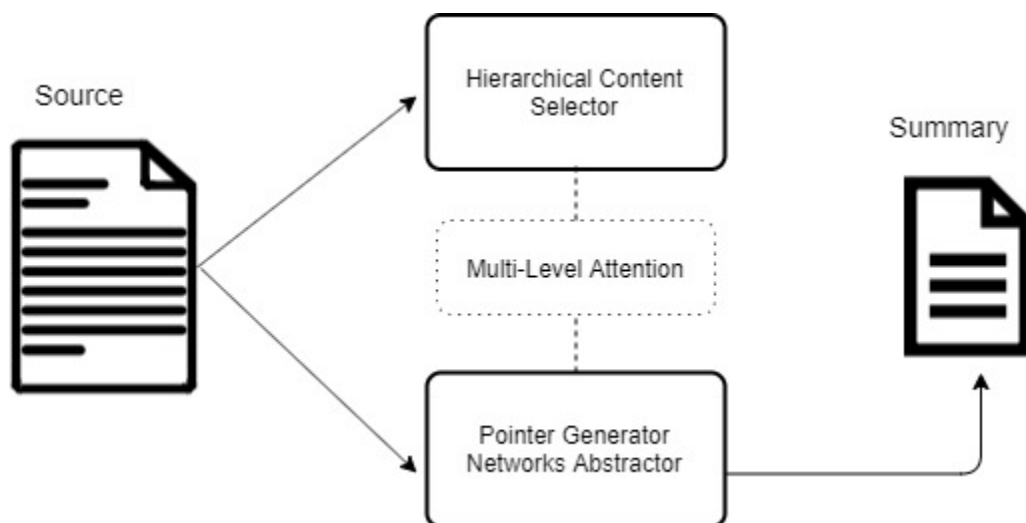 Source
Hierarchical Content
Selector
Summary
Multi-Level Attention
Pointer Generator
Networks Abstractor